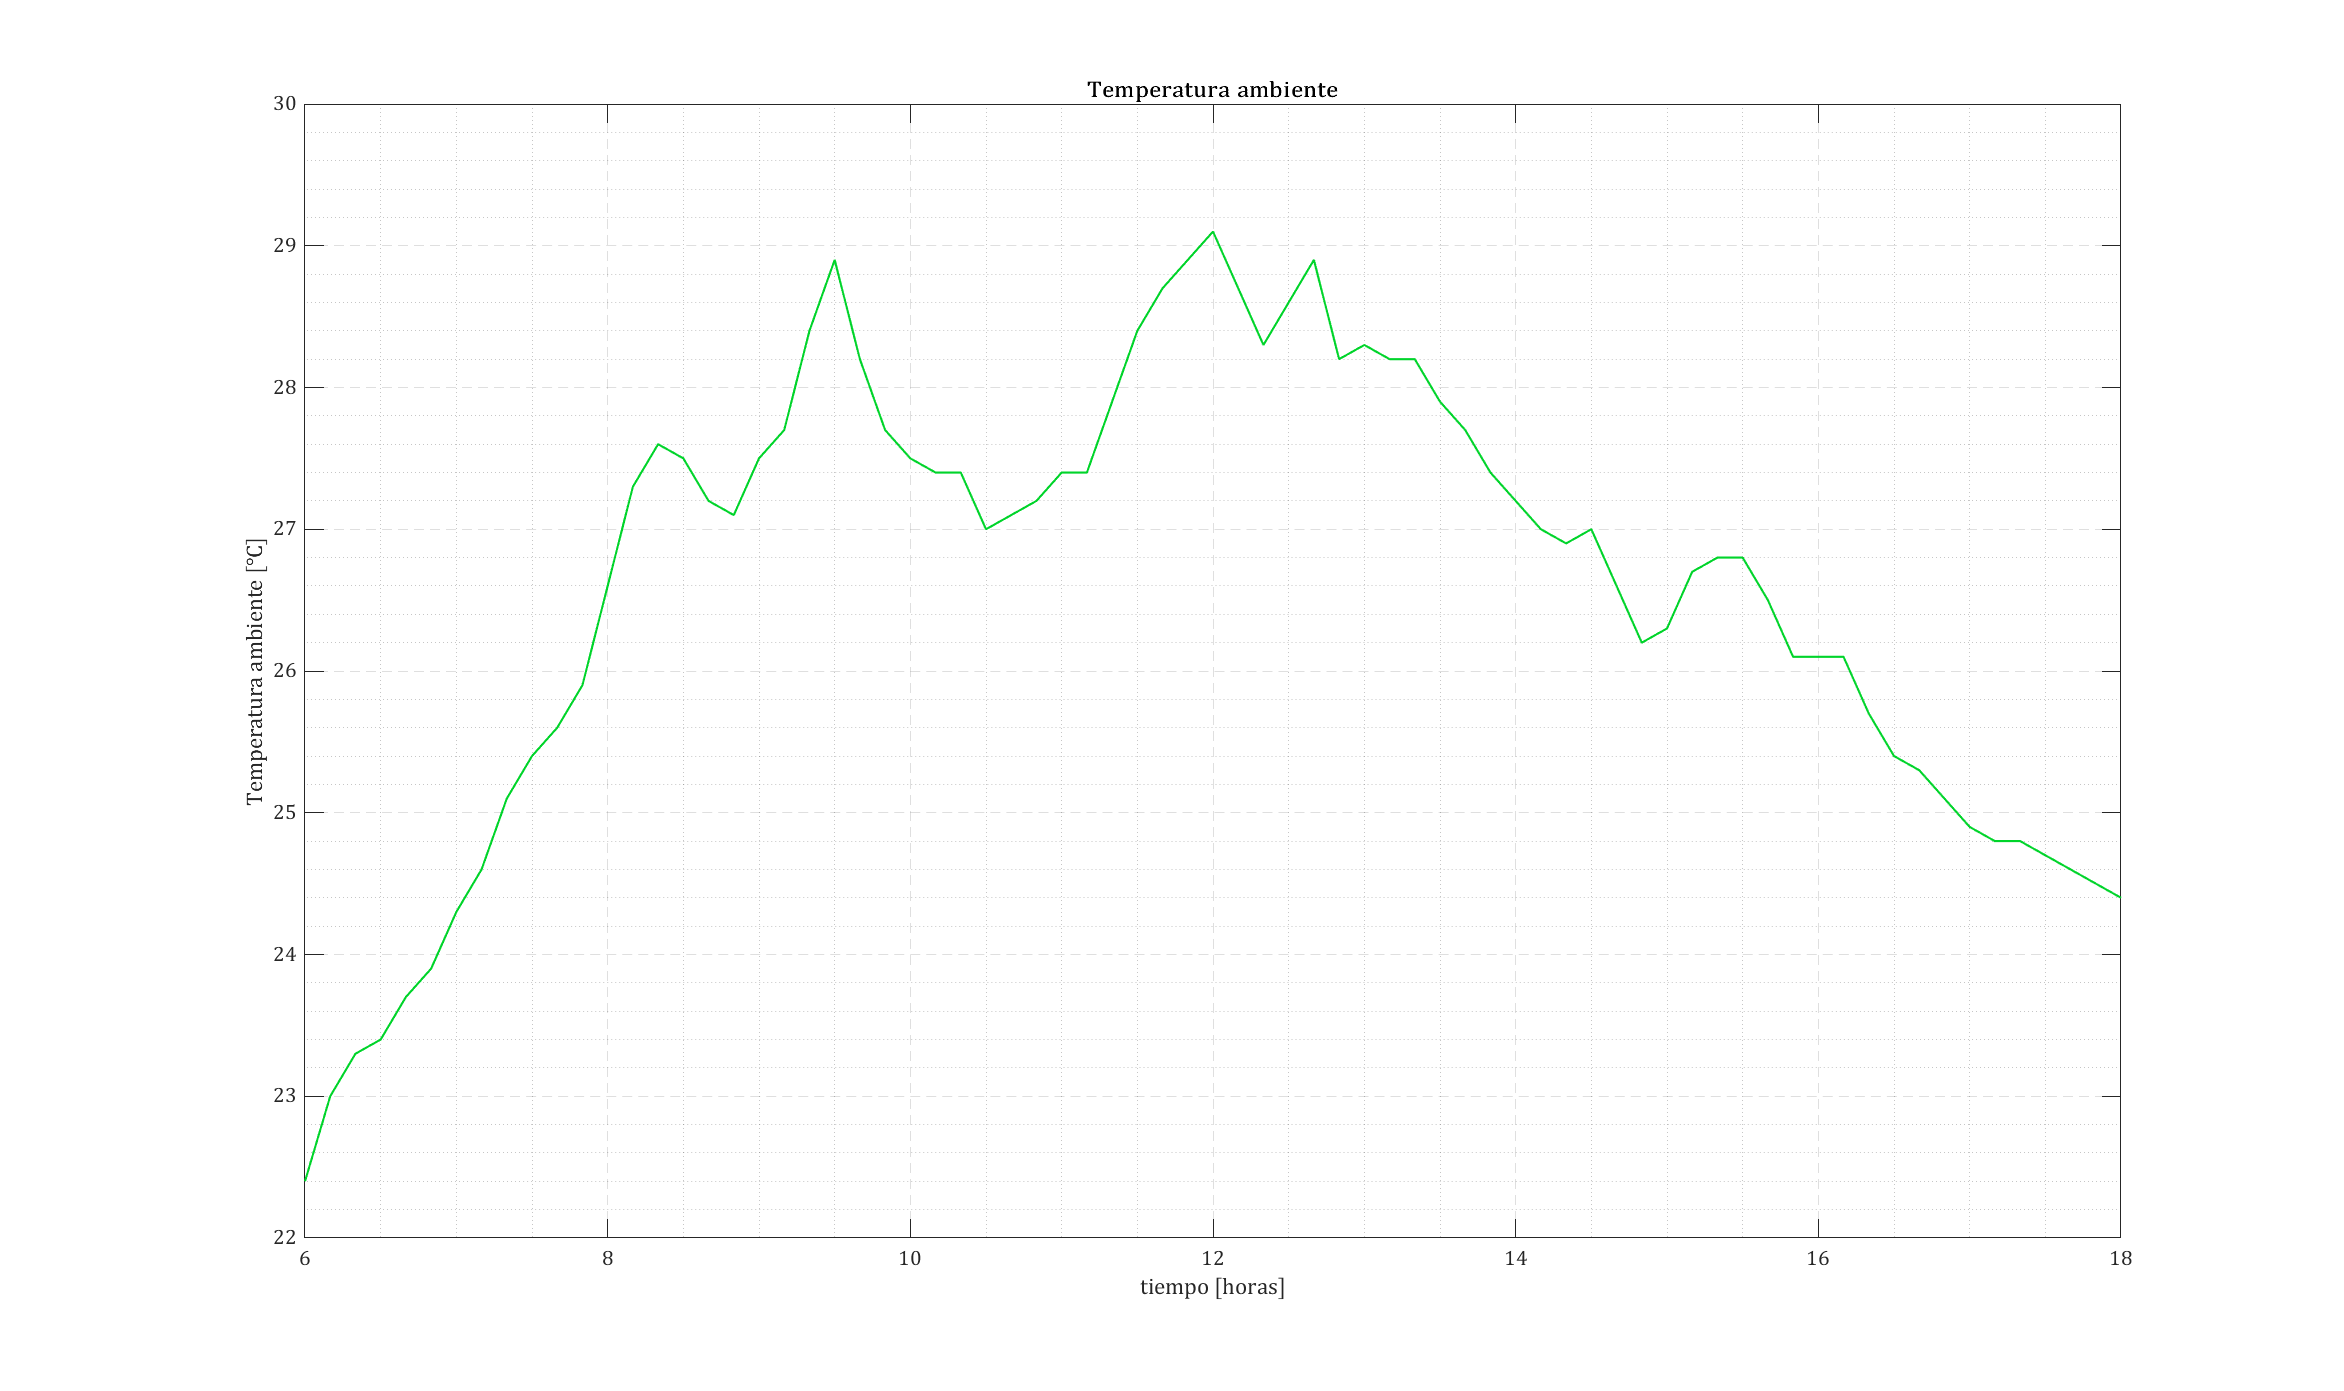 Temperatura ambiente
30
29
28
27
26
25
24
23
22
Temperatura ambiente [°C]
6 8 10 12 14 16 18
tiempo [horas]